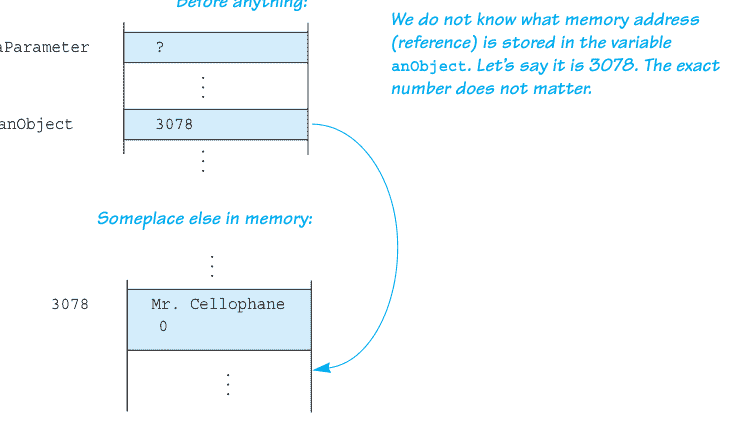 Before anything:
We do not know what memory address
(reference) is stored in the variable
anObject. Let's say it is 3078. The exact
number does not matter.
aParameter
?
anObject
3078
Someplace else in memory:
3078
Mr. Cellophane
0